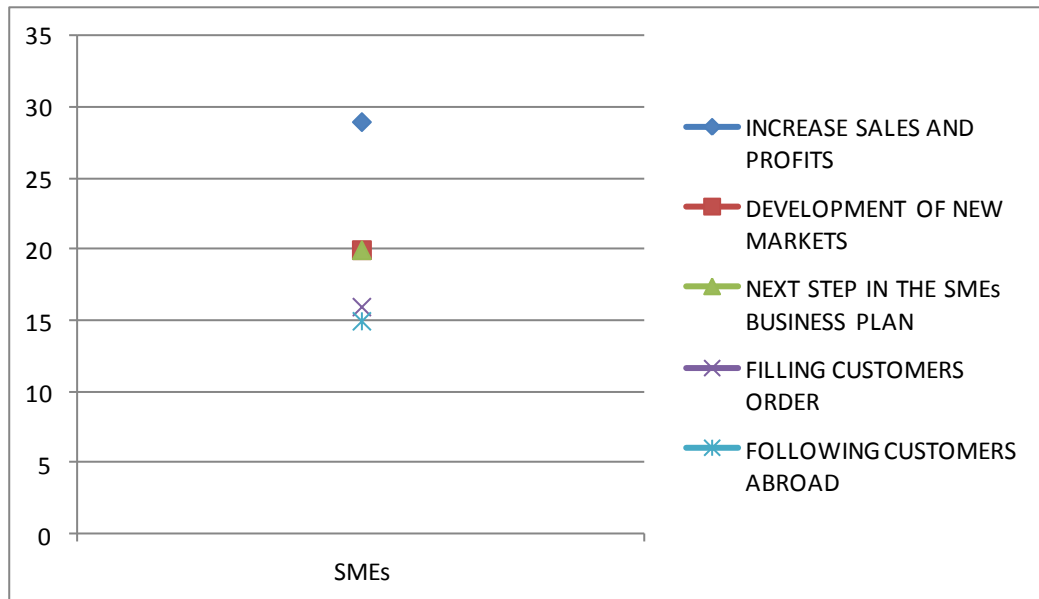 35
30
25
20
15
10
5
0
SMEs
INCREASE SALES AND
PROFITS
DEVELOPMENT OF NEW
MARKETS
NEXT STEP IN THE SMEs
BUSINESS PLAN
FILLING CUSTOMERS
ORDER
FOLLOWING CUSTOMERS
ABROAD